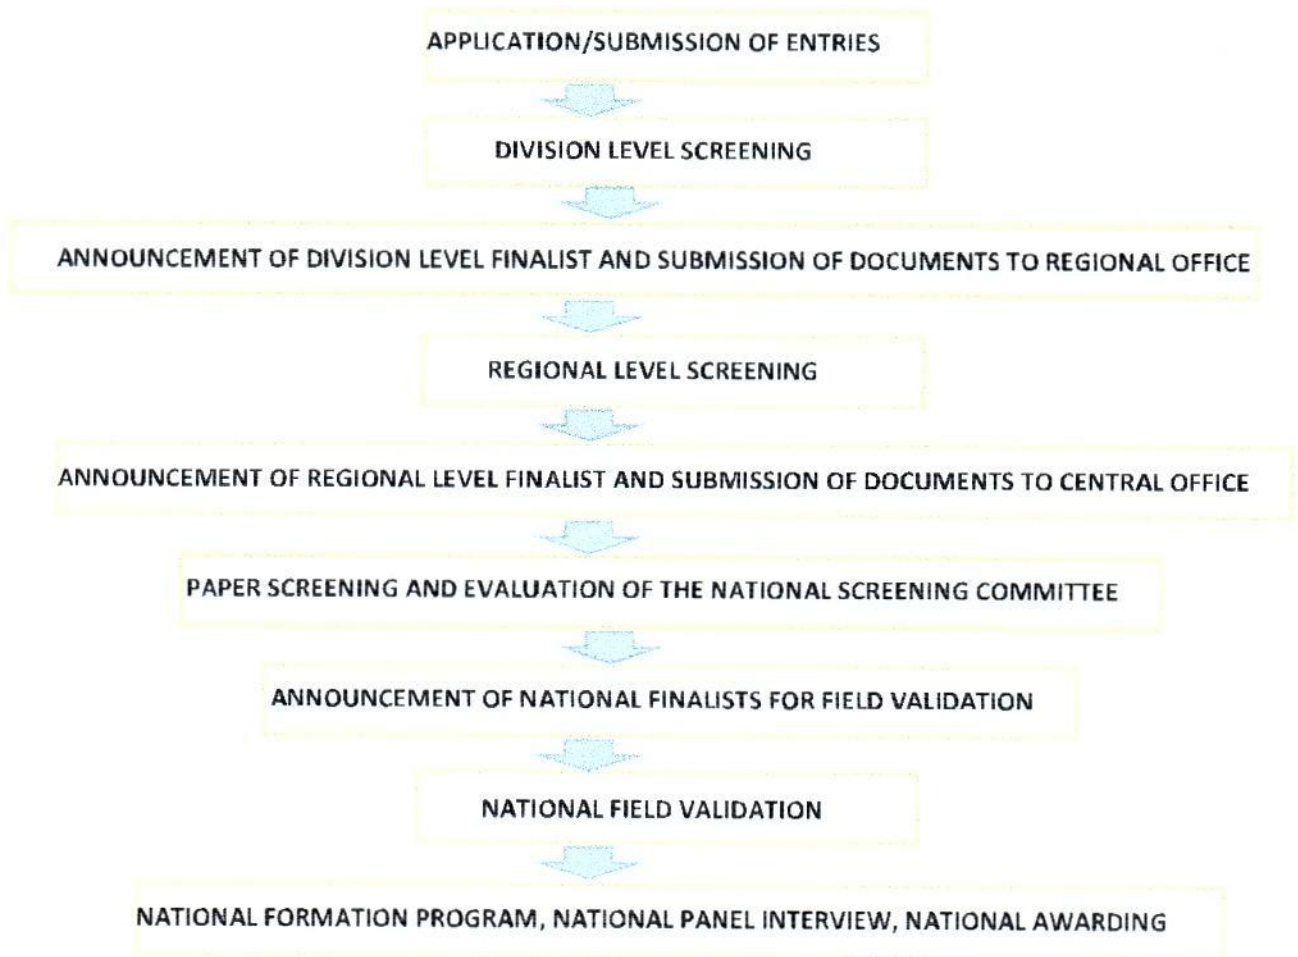 APPLICATION/SUBMISSION OF ENTRIES
DIVISION LEVEL SCREENING
ANNOUNCEMENT OF DIVISION LEVEL FINALIST AND SUBMISSION OF DOCUMENTS TO REGIONAL OFFICE
REGIONAL LEVEL SCREENING
ANNOUNCEMENT OF REGIONAL LEVEL FINALIST AND SUBMISSION OF DOCUMENTS TO CENTRAL OFFICE
PAPER SCREENING AND EVALUATION OF THE NATIONAL SCREENING COMMITTEE
ANNOUNCEMENT OF NATIONAL FINALISTS FOR FIELD VALIDATION
NATIONAL FIELD VALIDATION
NATIONAL FORMATION PROGRAM, NATIONAL PANEL INTERVIEW, NATIONAL AWARDING